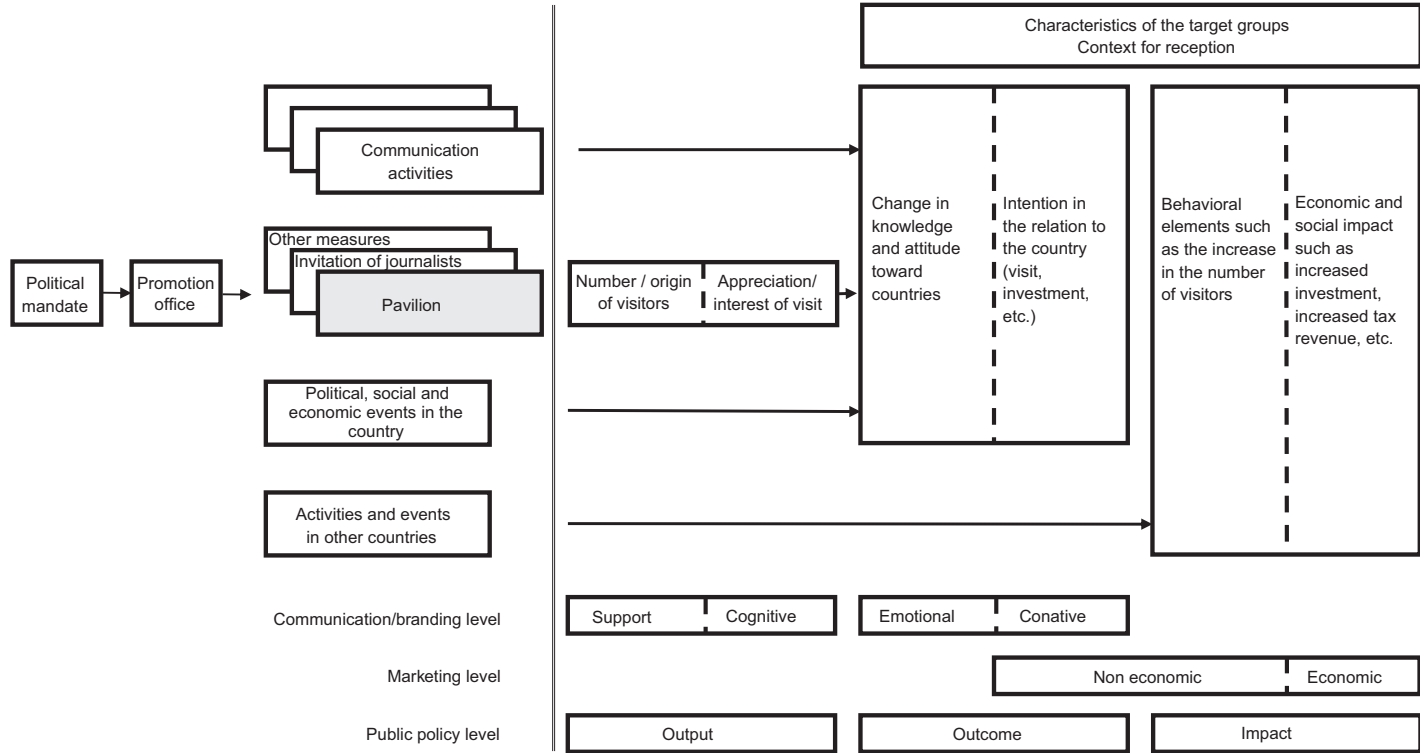 Characteristics of the target groups
Context for reception
Communication
activities
Other measures
Invitation of journalists
Pavilion
Political
mandate
Promotion
office
Number / origin
of visitors
Appreciation/
interest of visit
Change in
knowledge
and attitude
toward
countries
Intention in
the relation to
the country
(visit,
investment,
etc.)
Behavioral
elements such
as the increase
in the number
of visitors
Economic and
social impact
such as
increased
investment,
increased tax
revenue, etc.
Political, social and
economic events in the
country
Activities and events
in other countries
Communication/branding level
Support
Cognitive
Emotional
Conative
Marketing level
Non economic
Economic
Public policy level
Output
Outcome
Impact